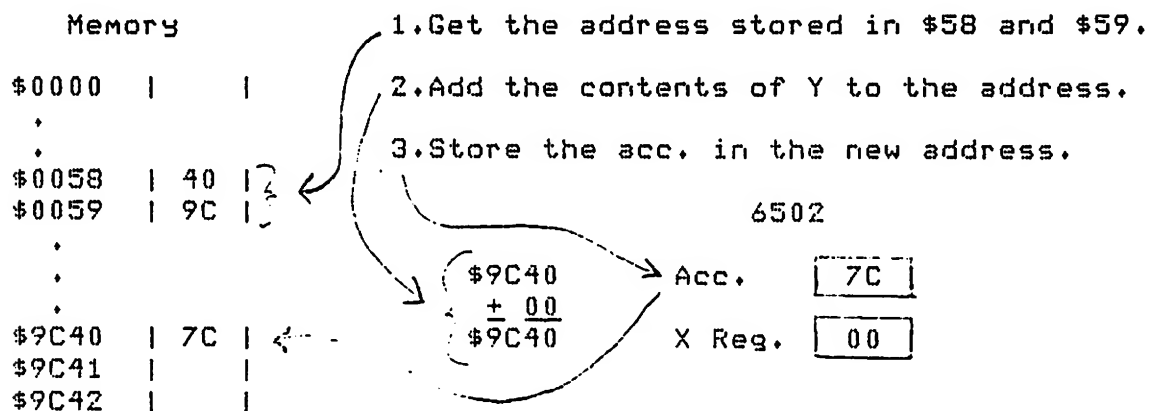 Memory
1.Get the address stored in $58 and $59.
$0000 | |
2.Add the contents of Y to the address.
.
.
3.Store the acc. in the new address.
$0058 | 40 |
$0059 | 9C |
6502
.
.
.
$9C40
+ 00
$9C40
Acc. 7C
X Reg. 00
$9C40 | 7C |
$9C41 | |
$9C42 | |